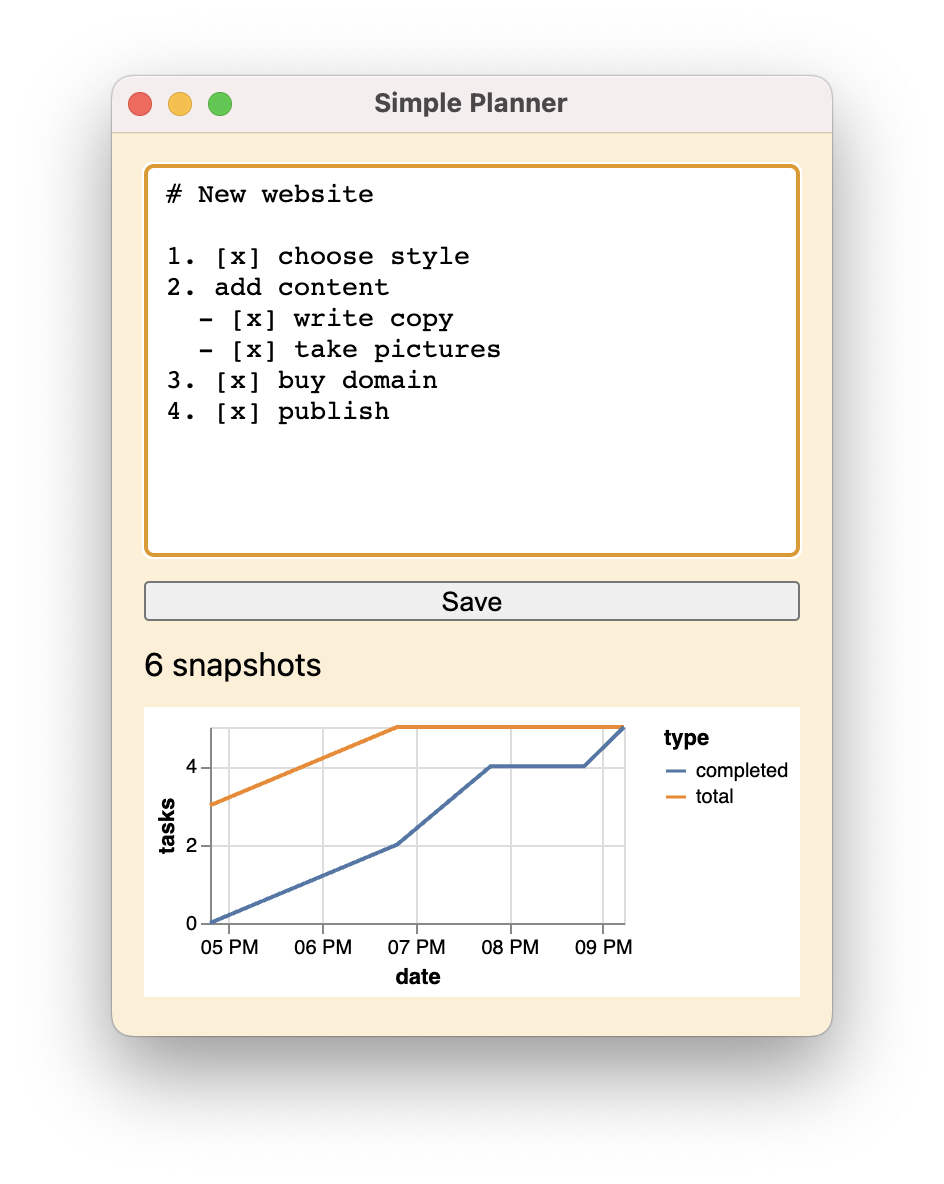 Simple Planner
# New website
1. [x] choose style
2. add content
  - [x] write copy
  - [x] take pictures
3. [x] buy domain
4. [x] publish
Save
6 snapshots
type
completed
total
tasks
4
2
0
05 PM 06 PM 07 PM 08 PM 09 PM
date